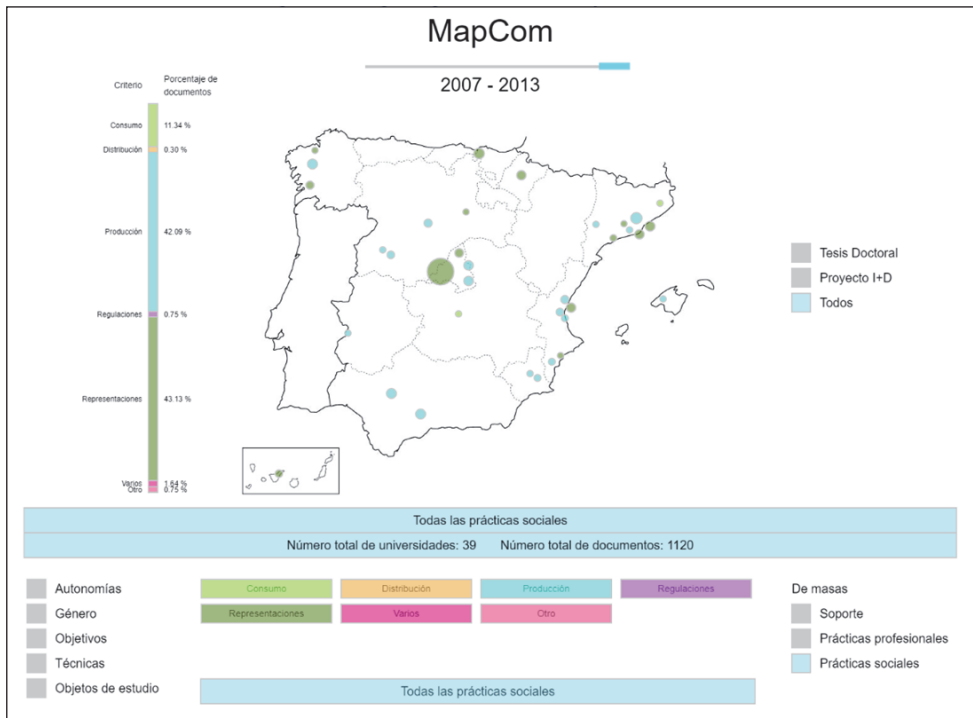 MapCom
2007 - 2013
Criterio
Porcentaje de
documentos
Consumo 11.34 %
Distribución 0.30 %
Producción 42.09 %
Regulaciones 0.75 %
Representaciones 43.13 %
Varios 1.64 %
Otro 0.75 %
Tesis Doctoral
Proyecto I+D
Todos
Todas las prácticas sociales
Número total de universidades: 39 Número total de documentos: 1120
Autonomías
Género
Objetivos
Técnicas
Objetos de estudio
Consumo Distribución Producción Regulaciones
Representaciones Varios Otro
Todas las prácticas sociales
De masas
Soporte
Prácticas profesionales
Prácticas sociales